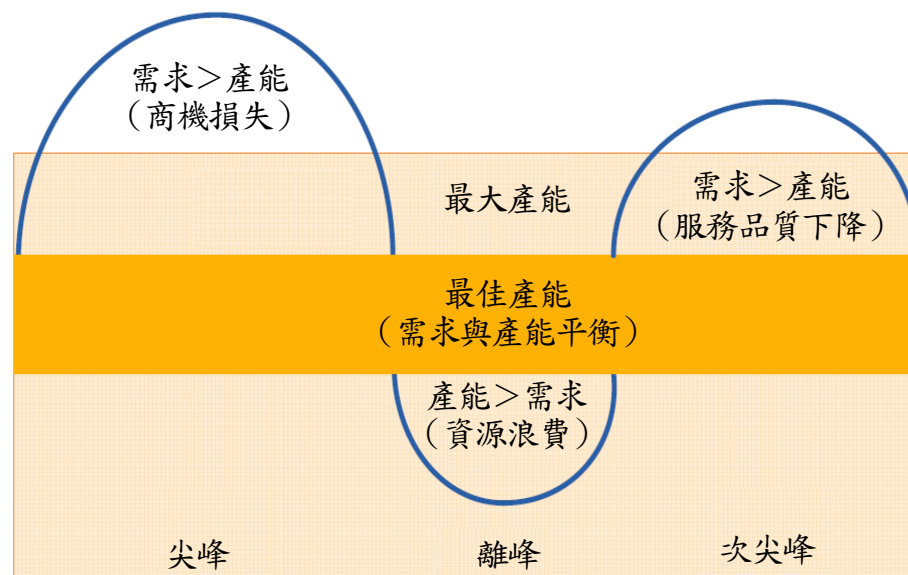 需求＞產能
（商機損失）
最大產能
需求＞產能
（服務品質下降）
最佳產能
（需求與產能平衡）
產能＞需求
（資源浪費）
尖峰
離峰
次尖峰